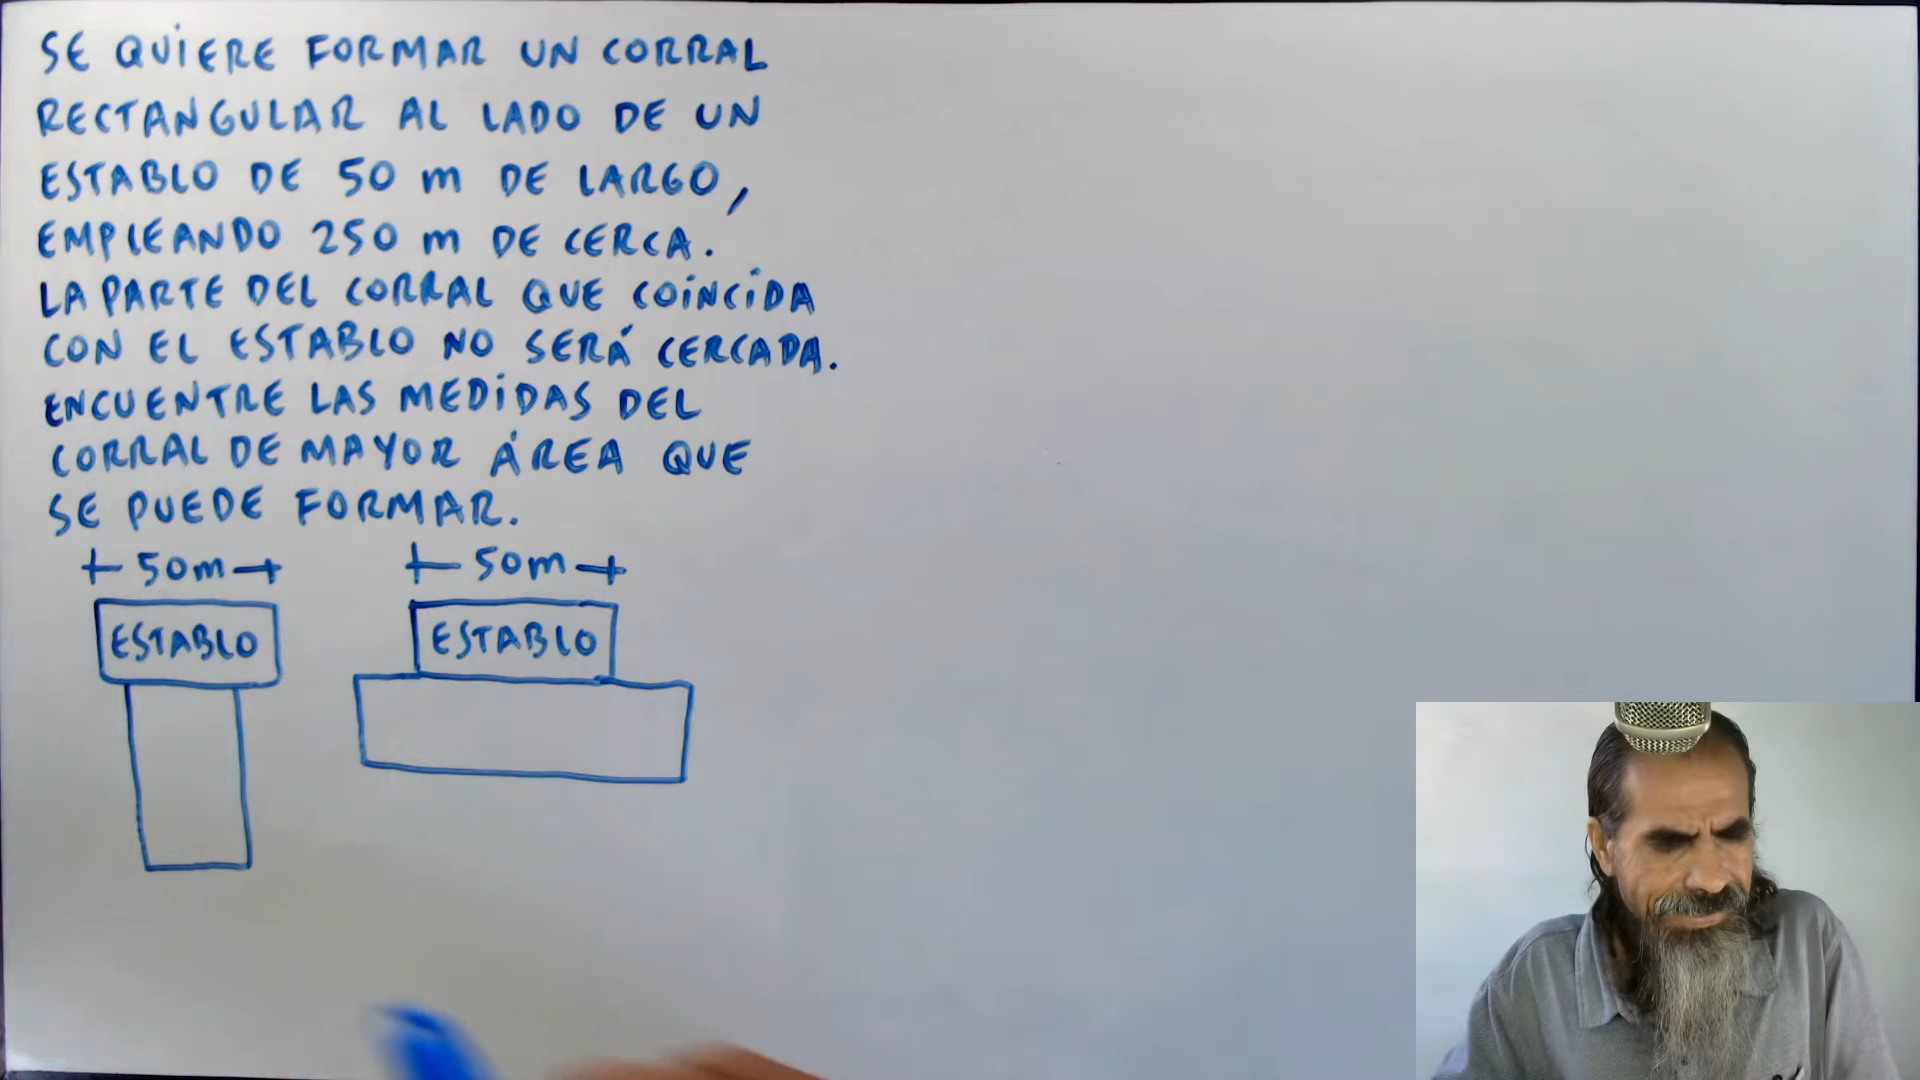 SE QUIERE FORMAR UN CORRAL
RECTANGULAR AL LADO DE UN
ESTABLO DE 50 m DE LARGO,
EMPLEANDO 250 m DE CERCA.
LA PARTE DEL CORRAL QUE COINCIDA
CON EL ESTABLO NO SERÁ CERCADA.
ENCUENTRE LAS MEDIDAS DEL
CORRAL DE MAYOR ÁREA QUE
SE PUEDE FORMAR.
50m 50m
ESTABLO ESTABLO